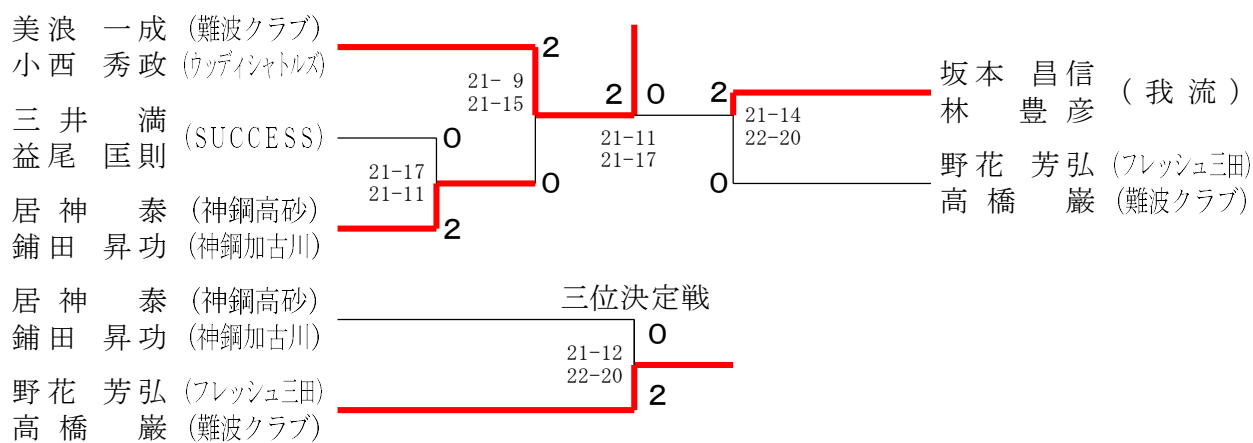 美浪 一成 (難波クラブ)
小西 秀政 (ウッディシャトルズ)
三井 満
益尾 匡則
(SUCCESS)
居神 泰 (神鋼高砂)
鋪田 昇功 (神鋼加古川)
2
21- 9
21-15
0
21-17
21-11
0
2
2 0
21-11
21-17
2
21-14
22-20
0
坂本 昌信
林 豊彦
(我流)
野花 芳弘 (フレッシュ三田)
高橋 巌 (難波クラブ)
三位決定戦
居神 泰 (神鋼高砂)
鋪田 昇功 (神鋼加古川)
0
21-12
22-20
2
野花 芳弘 (フレッシュ三田)
高橋 巌 (難波クラブ)